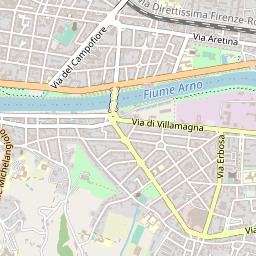 Via Direttissima Firenze-Ro
Via Aretina
Via del Campofiore
Fiume Arno
Via di Villamagna
Via Erbosa
e Michelangiolo
Via